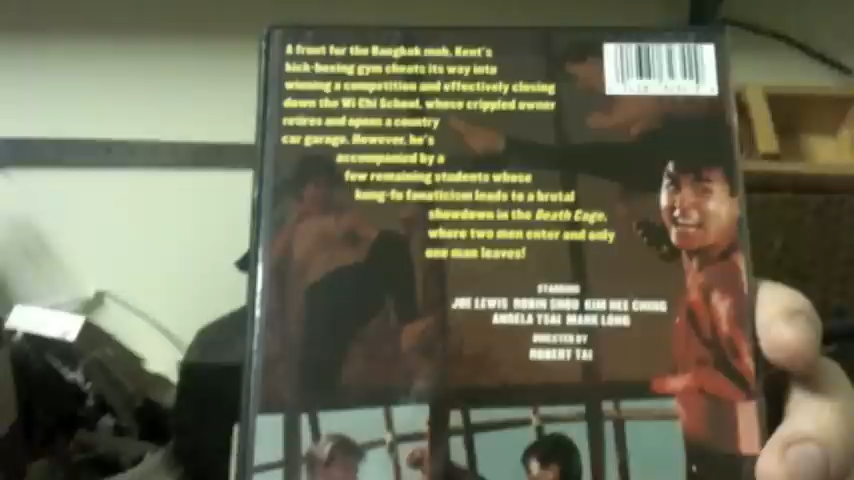 A front for the Bangkok mob, Kent's
kick-boxing gym cheats its way into
winning a competition and effectively closing
down the Wi Chi School, whose crippled owner
retires and opens a country
car garage. However, he's
accompanied by a
few remaining students whose
kung-fu fanaticism leads to a brutal
showdown in the Death Cage,
where two men enter and only
one man leaves!
STARRING
JOE LEWIS ROBIN SHOU KIM HEE CHING
ANGELA TSAI MARK LONG
DIRECTED BY
ROBERT TAI